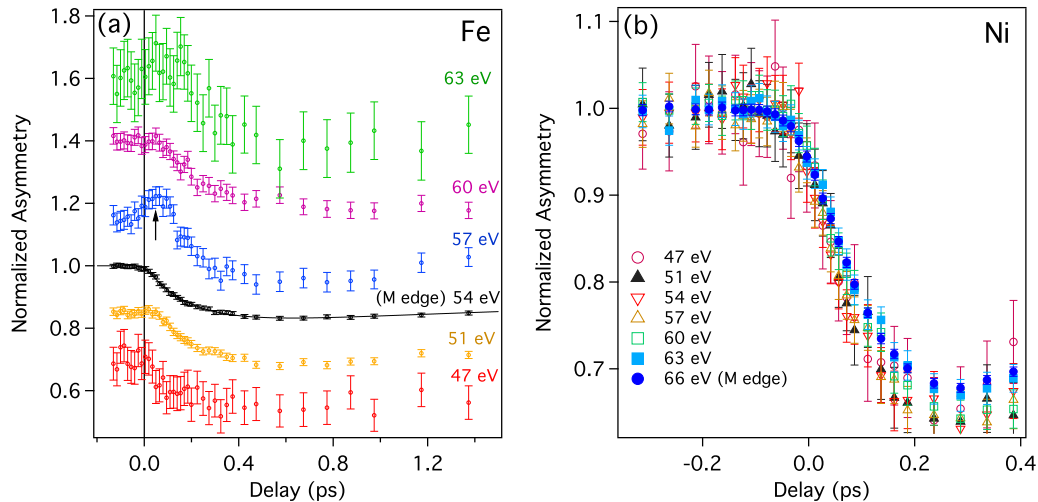 (a)
Fe
1.8
1.6
1.4
1.2
1.0
0.8
0.6
Normalized Asymmetry
63 eV
60 eV
57 eV
(M edge) 54 eV
51 eV
47 eV
0.0
0.4
0.8
1.2
Delay (ps)
(b)
Ni
1.1
1.0
0.9
0.8
0.7
Normalized Asymmetry
47 eV
51 eV
54 eV
57 eV
60 eV
63 eV
66 eV (M edge)
-0.2
0.0
0.2
0.4
Delay (ps)